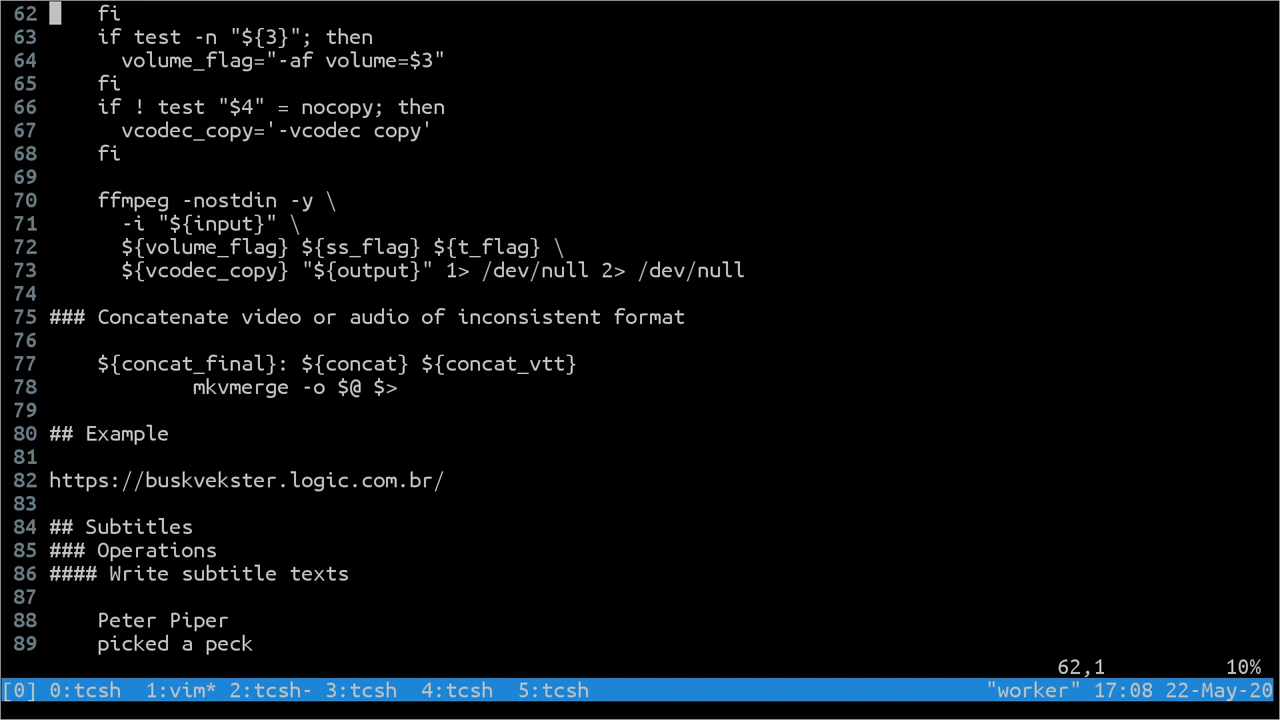 62     fi
63     if test -n "${3}"; then
64       volume_flag="-af volume=$3"
65     fi
66     if ! test "$4" = nocopy; then
67       vcodec_copy='-vcodec copy'
68     fi
69
70     ffmpeg -nostdin -y \
71       -i "${input}" \
72       ${volume_flag} ${ss_flag} ${t_flag} \
73       ${vcodec_copy} "${output}" 1> /dev/null 2> /dev/null
74
75 ### Concatenate video or audio of inconsistent format
76
77     ${concat_final}: ${concat} ${concat_vtt}
78             mkvmerge -o $@ $>
79
80 ## Example
81
82 https://buskvekster.logic.com.br/
83
84 ## Subtitles
85 ### Operations
86 #### Write subtitle texts
87
88     Peter Piper
89     picked a peck
62,1          10%
[0] 0:tcsh  1:vim* 2:tcsh- 3:tcsh  4:tcsh  5:tcsh          "worker" 17:08 22-May-20